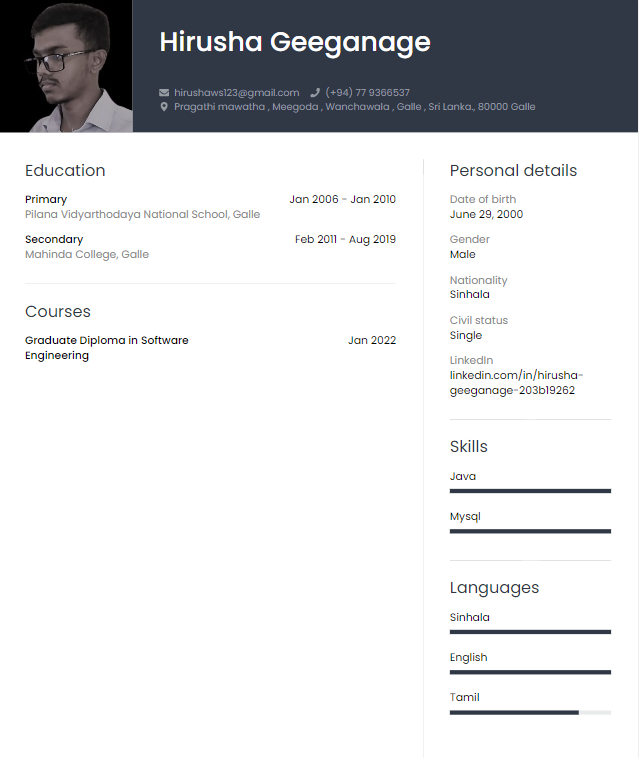 Hirusha Geeganage
hirushaws123@gmail.com (+94) 77 9366537
Pragathi mawatha , Meegoda , Wanchawala , Galle , Sri Lanka., 80000 Galle
Education
Primary Jan 2006 - Jan 2010
Pilana Vidyarthodaya National School, Galle
Secondary Feb 2011 - Aug 2019
Mahinda College, Galle
Courses
Graduate Diploma in Software Jan 2022
Engineering
Personal details
Date of birth
June 29, 2000
Gender
Male
Nationality
Sinhala
Civil status
Single
LinkedIn
linkedin.com/in/hirusha-
geeganage-203b19262
Skills
Java
Mysql
Languages
Sinhala
English
Tamil